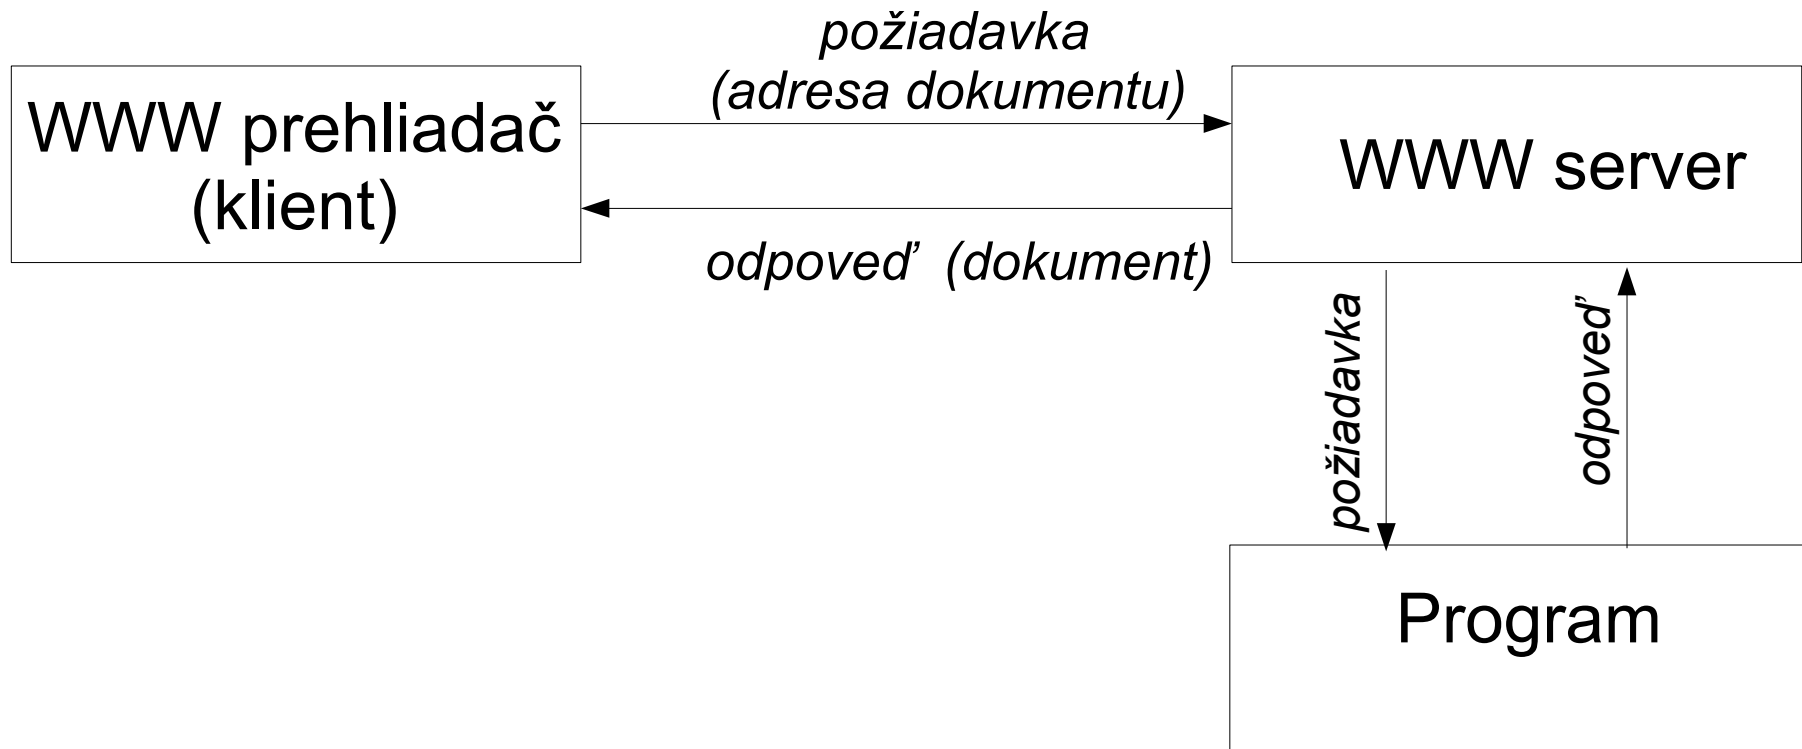 požiadavka
(adresa dokumentu)
WWW prehliadač
(klient)
WWW server
odpoveď (dokument)
požiadavka
odpoveď
Program